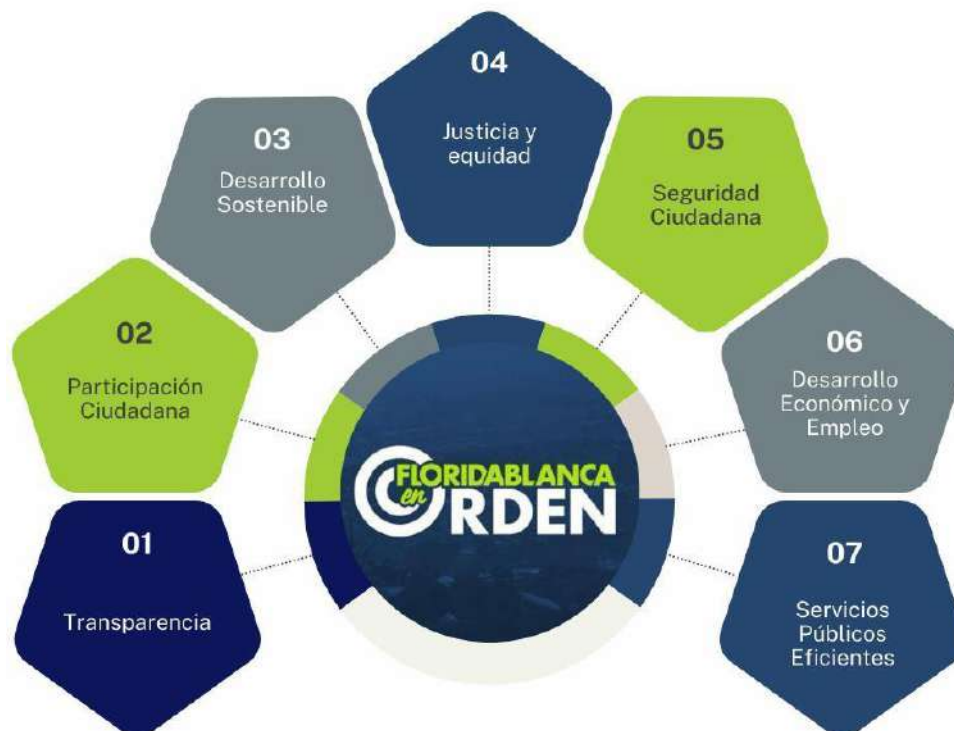 01
Transparencia
02
Participación
Ciudadana
03
Desarrollo
Sostenible
04
Justicia y
equidad
05
Seguridad
Ciudadana
06
Desarrollo
Económico y
Empleo
07
Servicios
Públicos
Eficientes
FLORIDABLANCA
en
ORDEN